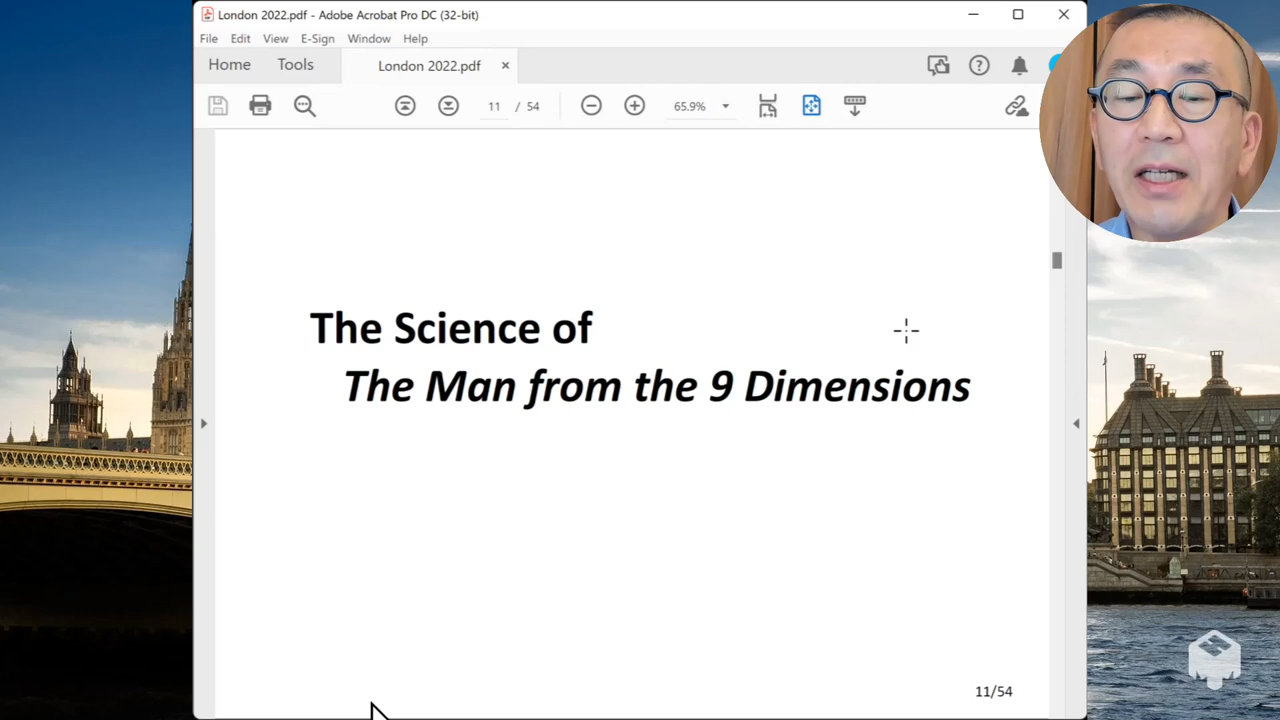 London 2022.pdf - Adobe Acrobat Pro DC (32-bit)
File Edit View E-Sign Window Help
Home Tools London 2022.pdf
11 / 54 65.9%
The Science of
The Man from the 9 Dimensions
11/54